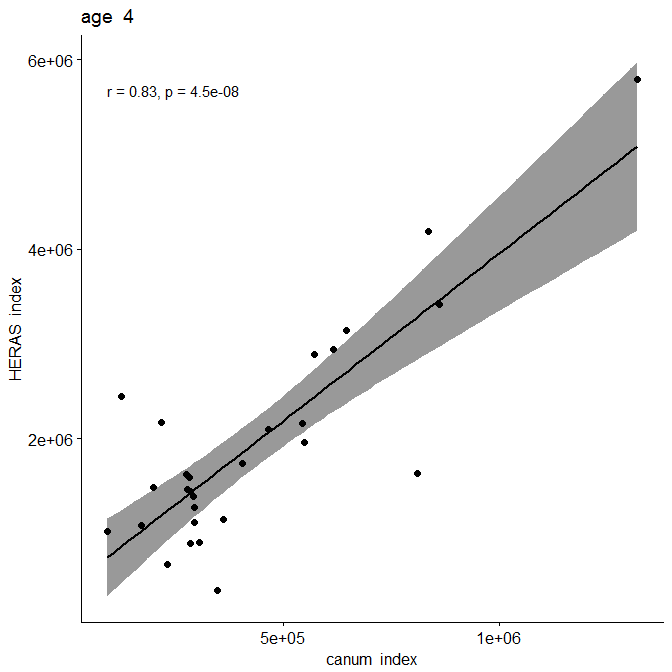 age 4
6e+06
r = 0.83, p = 4.5e-08
4e+06
HERAS index
2e+06
5e+05 1e+06
canum index